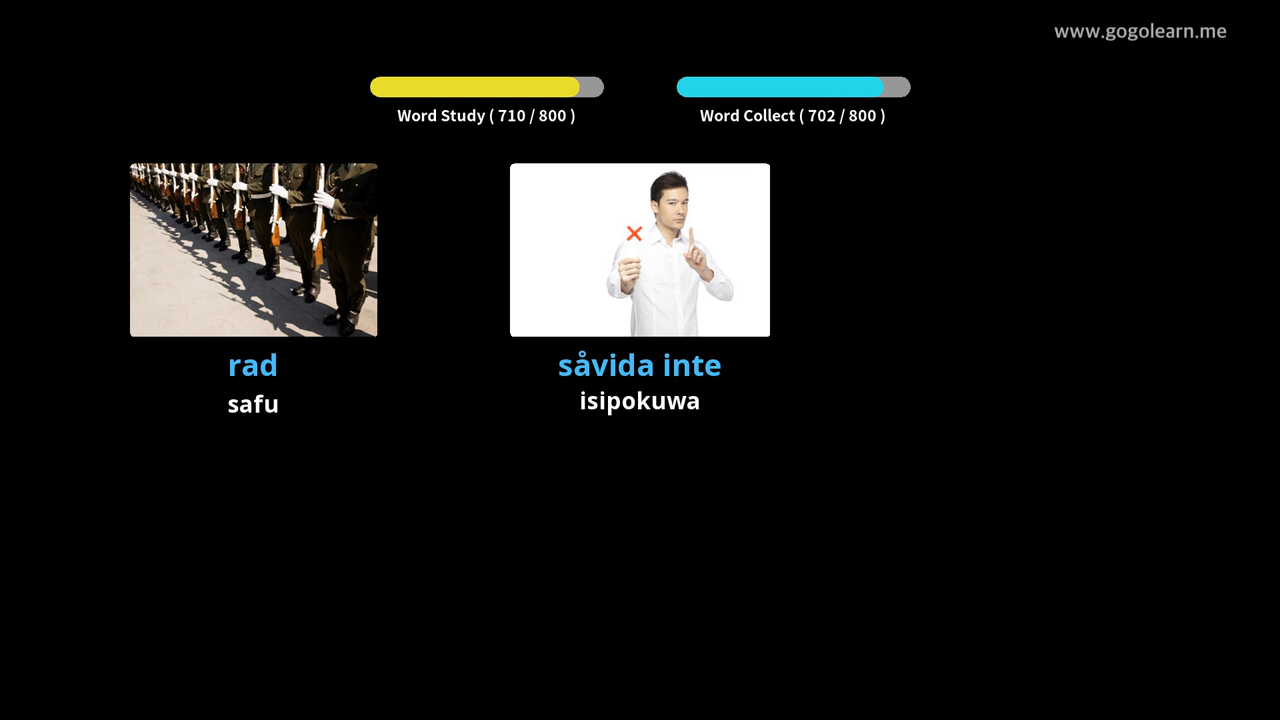 www.gogolearn.me
Word Study ( 710 / 800 )
Word Collect ( 702 / 800 )
rad
safu
såvida inte
isipokuwa